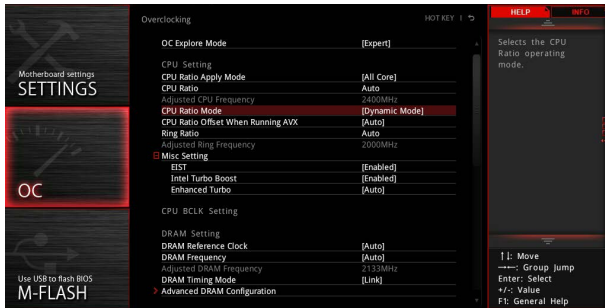 Overclocking
HOT KEY |
HELP
INFO
OC Explore Mode [Expert]
CPU Setting
CPU Ratio Apply Mode [All Core]
CPU Ratio Auto
Adjusted CPU Frequency 2400MHz
CPU Ratio Mode [Dynamic Mode]
CPU Ratio Offset When Running AVX [Auto]
Ring Ratio Auto
Adjusted Ring Frequency 2000MHz
Misc Setting
EIST [Enabled]
Intel Turbo Boost [Enabled]
Enhanced Turbo [Auto]
CPU BCLK Setting
DRAM Setting
DRAM Reference Clock [Auto]
DRAM Frequency [Auto]
Adjusted DRAM Frequency 2133MHz
DRAM Timing Mode [Link]
Advanced DRAM Configuration
Motherboard settings
SETTINGS
OC
Use USB to flash BIOS
M-FLASH
Selects the CPU
Ratio operating
mode.
↑↓: Move
→←: Group Jump
Enter: Select
+/-: Value
F1: General Help